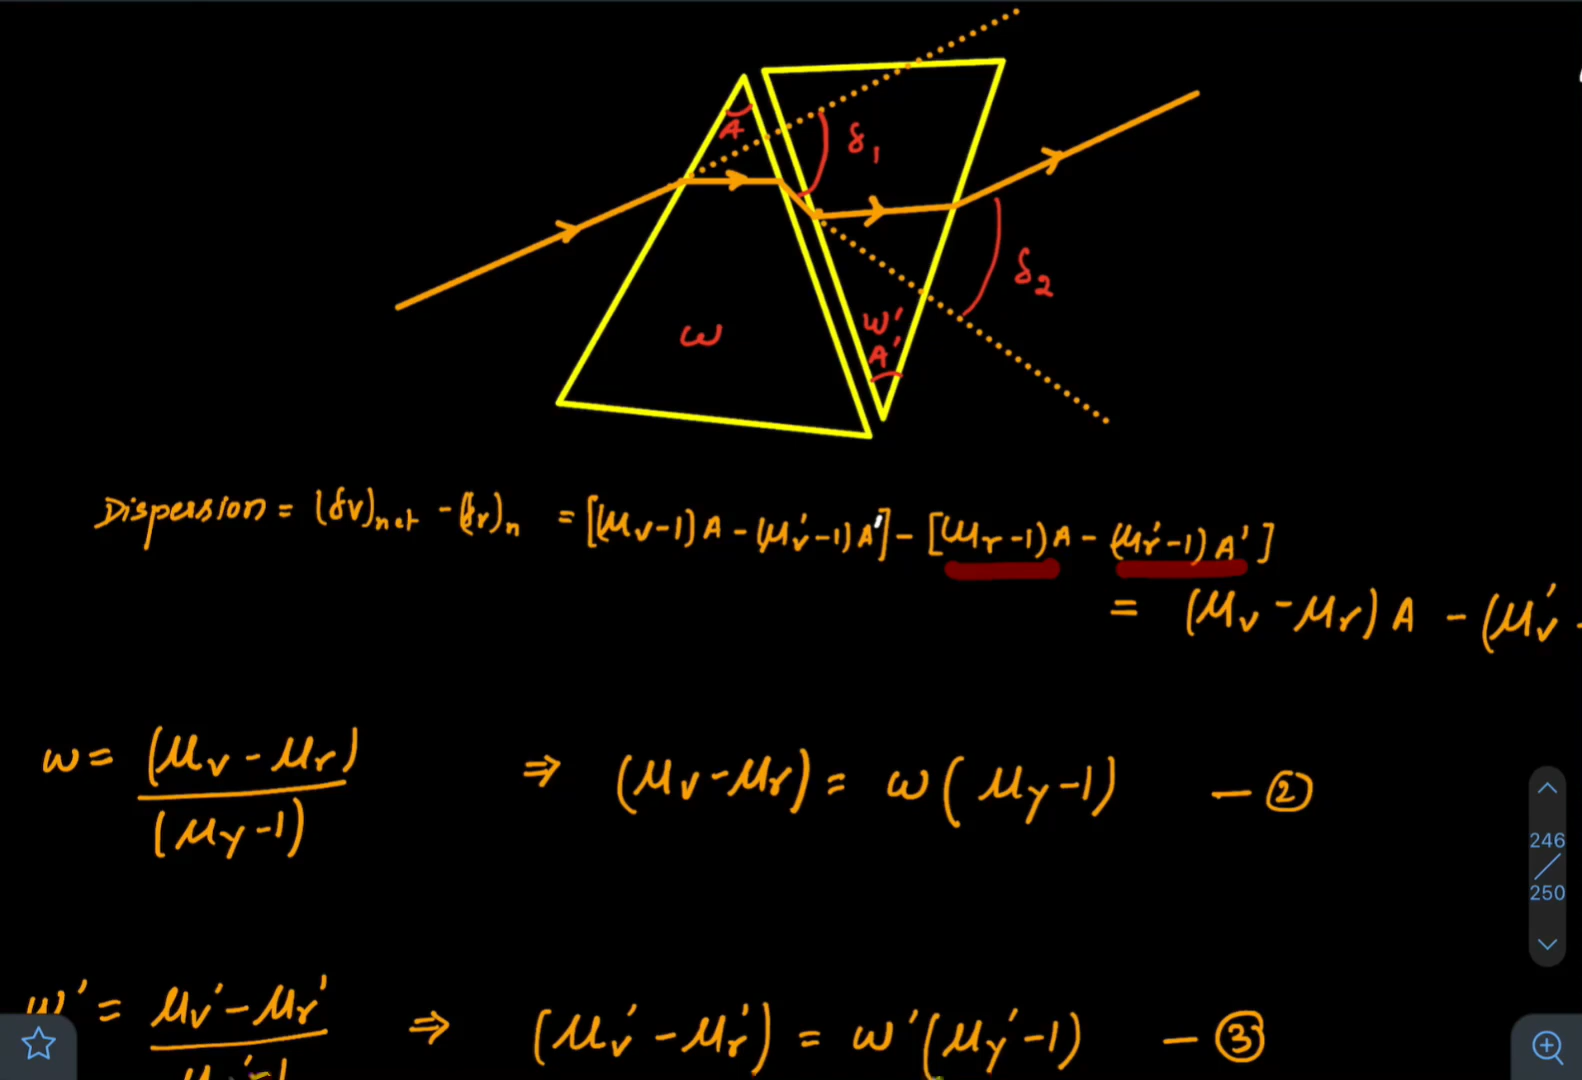 A
δ₁
δ₂
ω
ω'
A'
Dispersion = (δv)net - (δr)n = [(μv-1)A - (μv'-1)A'] - [(μr-1)A - (μr'-1)A']
= (μv-μr)A - (μv' -
ω = (μv-μr) / (μy-1) ⇒ (μv-μr) = ω(μy-1) — ②
246
/
250
ω' = μv'-μr' / μ'-1 ⇒ (μv'-μr') = ω'(μy'-1) — ③